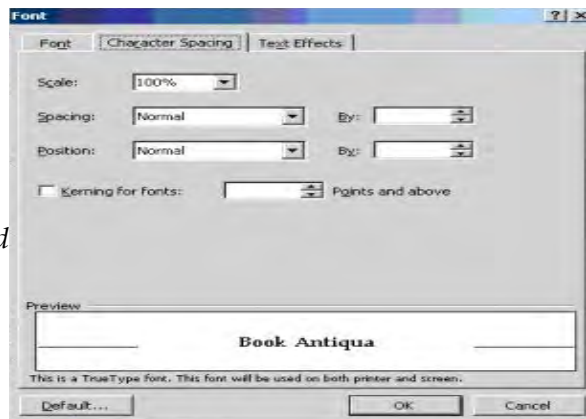 Font
Font Character Spacing Text Effects
Scale: 100%
Spacing: Normal By:
Position: Normal By:
Kerning for fonts: Points and above
d
Preview
Book Antiqua
This is a TrueType font. This font will be used on both printer and screen.
Default... OK Cancel